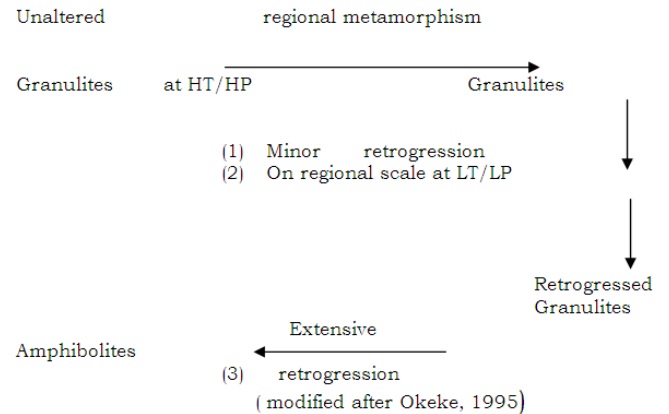 Unaltered regional metamorphism
Granulites at HT/HP Granulites
(1) Minor retrogression
(2) On regional scale at LT/LP
Retrogressed
Granulites
Extensive
Amphibolites
(3) retrogression
( modified after Okeke, 1995)